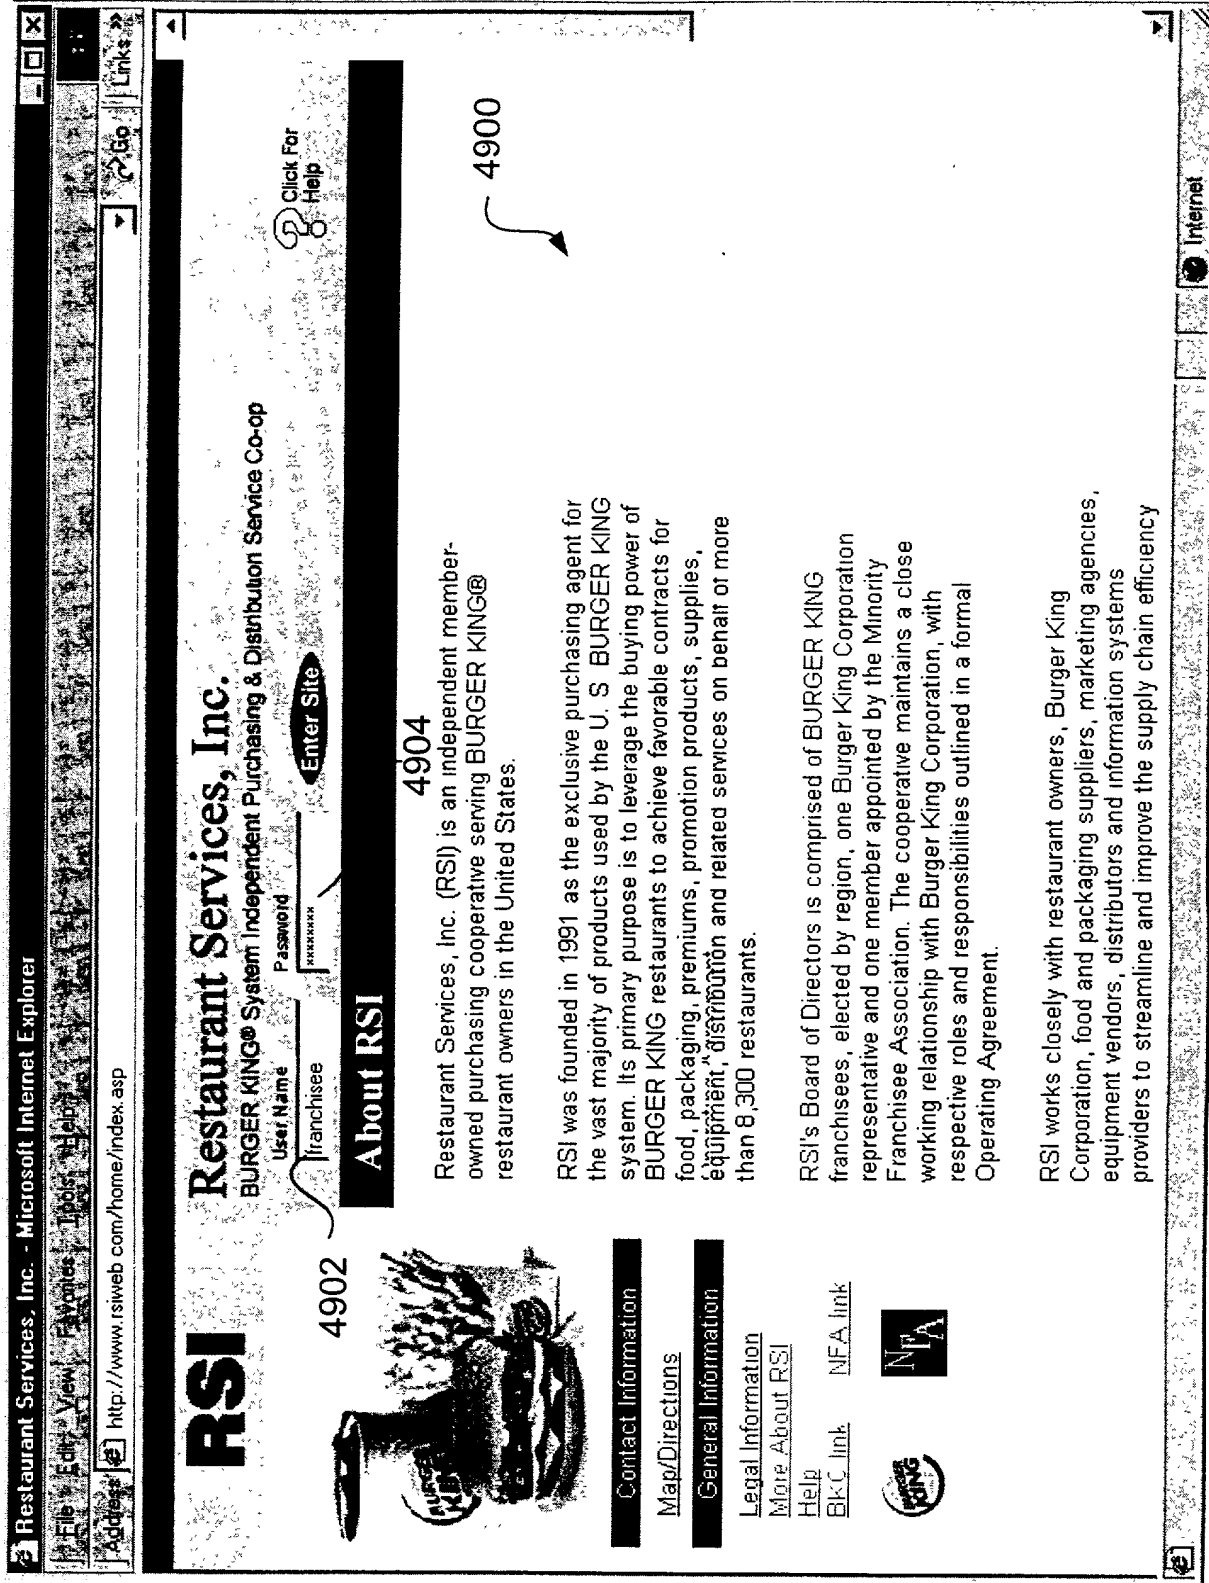 Restaurant Services, Inc. - Microsoft Internet Explorer
File Edit View Favorites Tools Help
Address http://www.rsiweb com/home/index.asp Go Links »
RSI
Restaurant Services, Inc.
BURGER KING® System Independent Purchasing & Distribution Service Co-op
User Name Password
franchisee xxxxxxxx Enter Site
? Click For Help
4902
4904
4900
About RSI
BURGER KING
Contact Information
Map/Directions
General Information
Legal Information
More About RSI
Help
BKC link NFA link
BURGER KING NFA
Restaurant Services, Inc. (RSI) is an independent member-
owned purchasing cooperative serving BURGER KING®
restaurant owners in the United States.
RSI was founded in 1991 as the exclusive purchasing agent for
the vast majority of products used by the U. S BURGER KING
system. Its primary purpose is to leverage the buying power of
BURGER KING restaurants to achieve favorable contracts for
food, packaging, premiums, promotion products, supplies,
equipment, distribution and related services on behalf of more
than 8,300 restaurants.
RSI's Board of Directors is comprised of BURGER KING
franchisees, elected by region, one Burger King Corporation
representative and one member appointed by the Minority
Franchisee Association. The cooperative maintains a close
working relationship with Burger King Corporation, with
respective roles and responsibilities outlined in a formal
Operating Agreement.
RSI works closely with restaurant owners, Burger King
Corporation, food and packaging suppliers, marketing agencies,
equipment vendors, distributors and information systems
providers to streamline and improve the supply chain efficiency
Internet